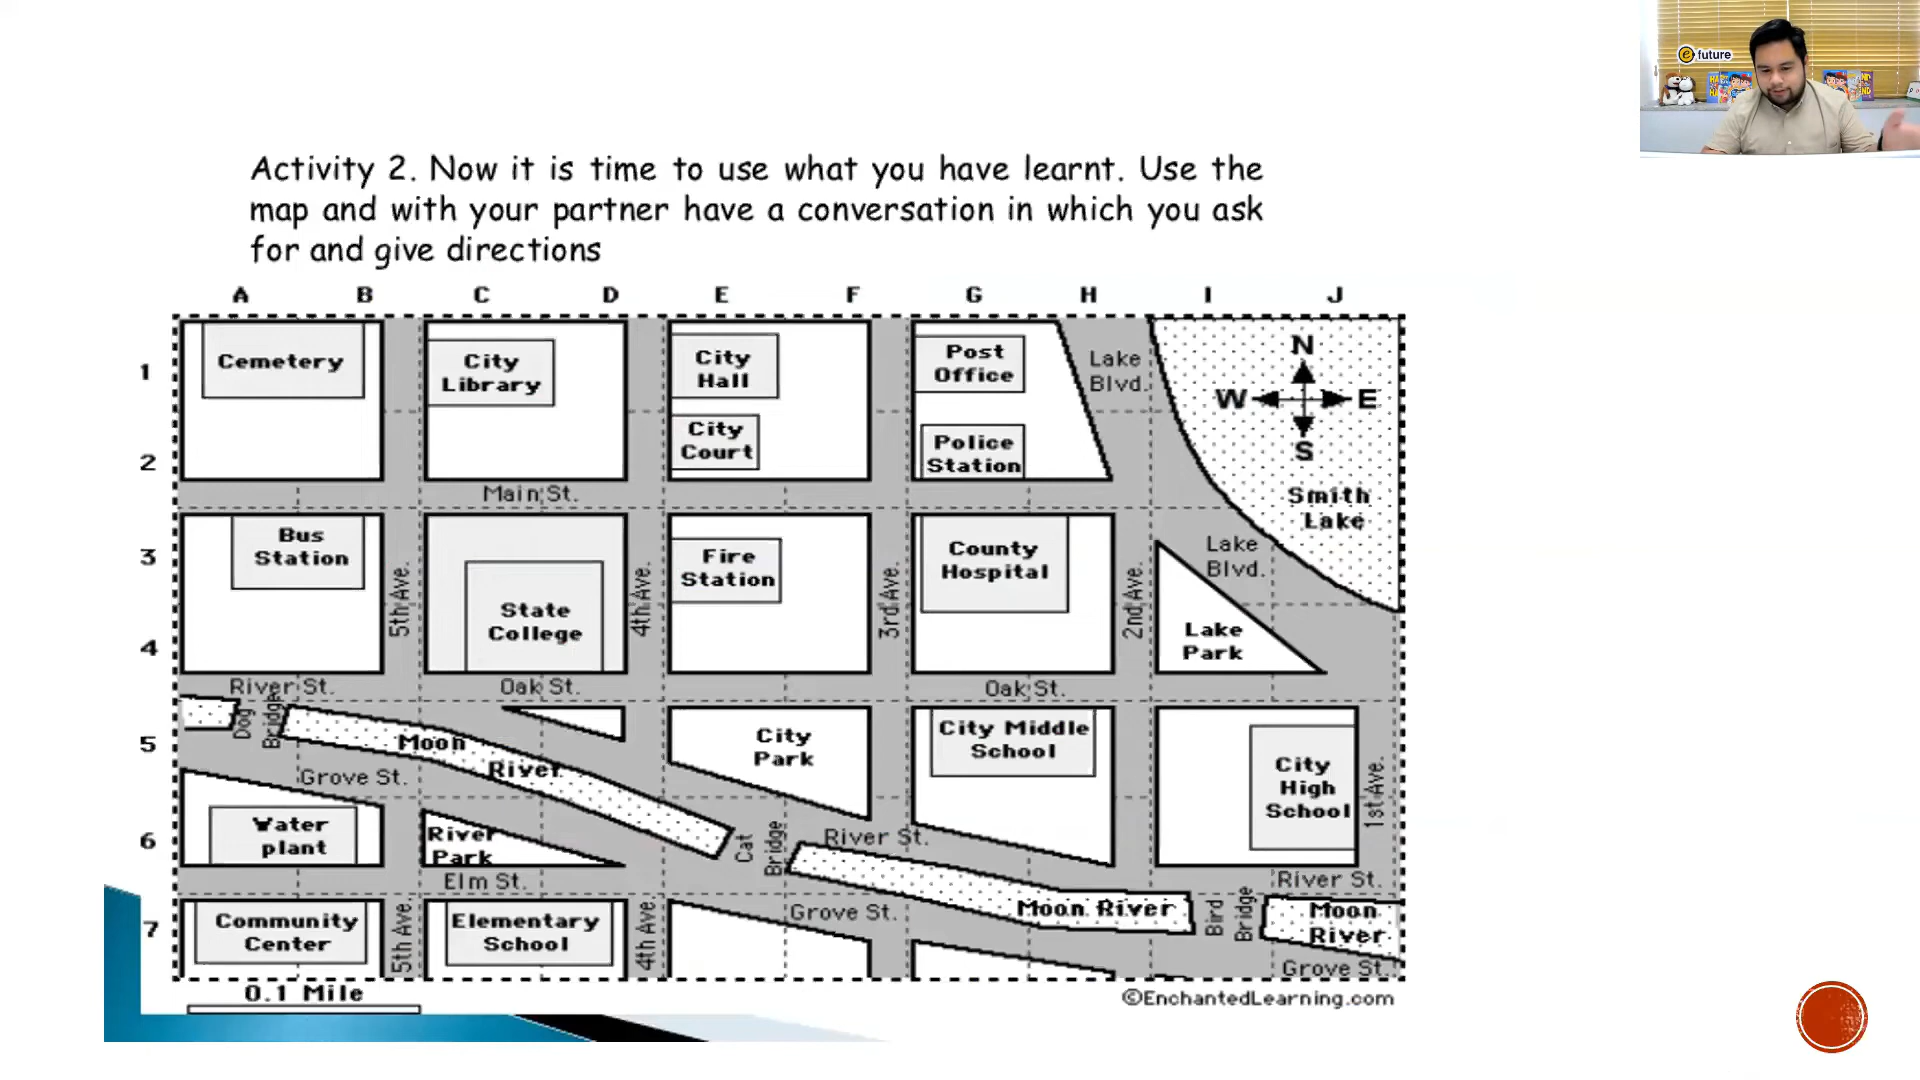 e future
Activity 2. Now it is time to use what you have learnt. Use the
map and with your partner have a conversation in which you ask
for and give directions
A B C D E F G H I J
1
Cemetery
City
Library
City
Hall
Post
Office
Lake
Blvd.
N
W E
S
2
City
Court
Police
Station
Smith
Lake
Main St.
3
Bus
Station
Fire
Station
County
Hospital
Lake
Blvd.
5th Ave.
4th Ave.
3rd Ave.
2nd Ave.
State
College
4
Lake
Park
River St.
Oak St.
Oak St.
5
Dog
Bridge
Moon
River
City
Park
City Middle
School
City
High
School
1st Ave.
Grove St.
6
Water
plant
River
Park
Cat
Bridge
River St.
Elm St.
River St.
7
Community
Center
5th Ave.
Elementary
School
4th Ave.
Grove St.
Moon River
Bird
Bridge
Moon
River
Grove St.
0.1 Mile
©EnchantedLearning.com